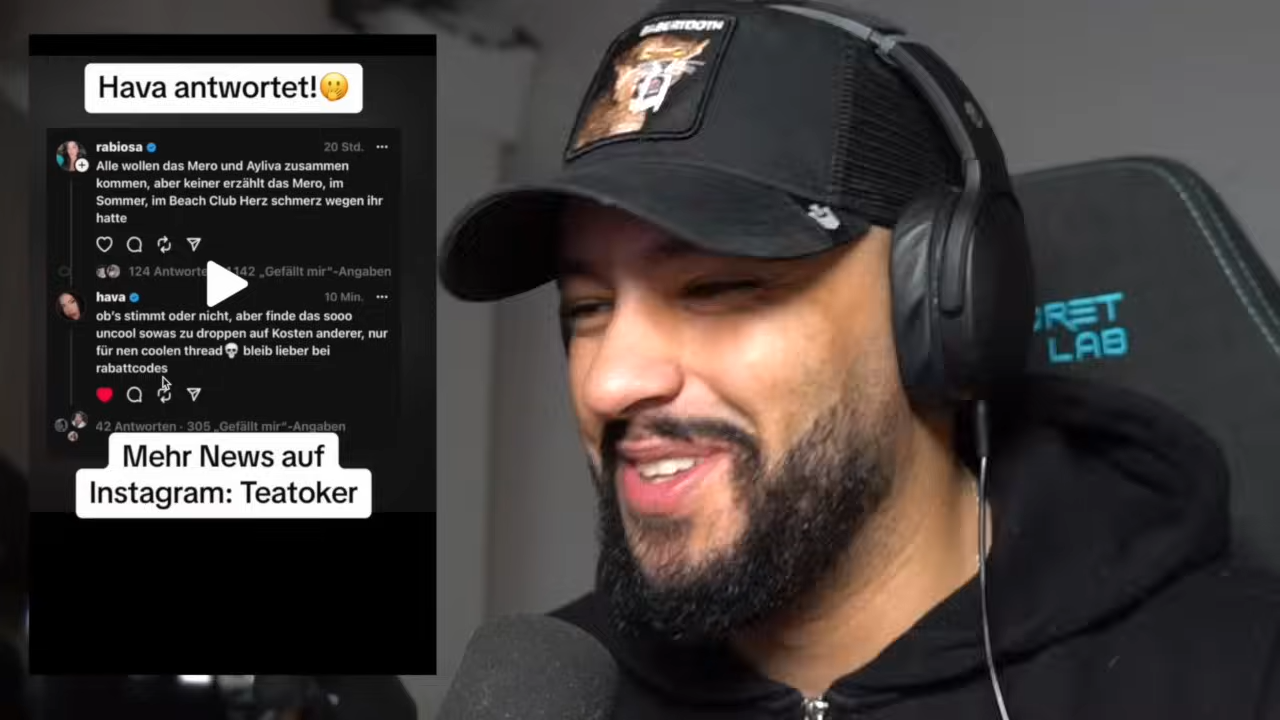 Hava antwortet!🫢
rabiosa
20 Std.
Alle wollen das Mero und Ayliva zusammen
kommen, aber keiner erzählt das Mero, im
Sommer, im Beach Club Herz schmerz wegen ihr
hatte
124 Antworte 1142 „Gefällt mir“-Angaben
hava
10 Min.
ob's stimmt oder nicht, aber finde das sooo
uncool sowas zu droppen auf Kosten anderer, nur
für nen coolen thread💀 bleib lieber bei
rabattcodes
42 Antworten · 305 „Gefällt mir“-Angaben
Mehr News auf
Instagram: Teatoker
RET
LAB